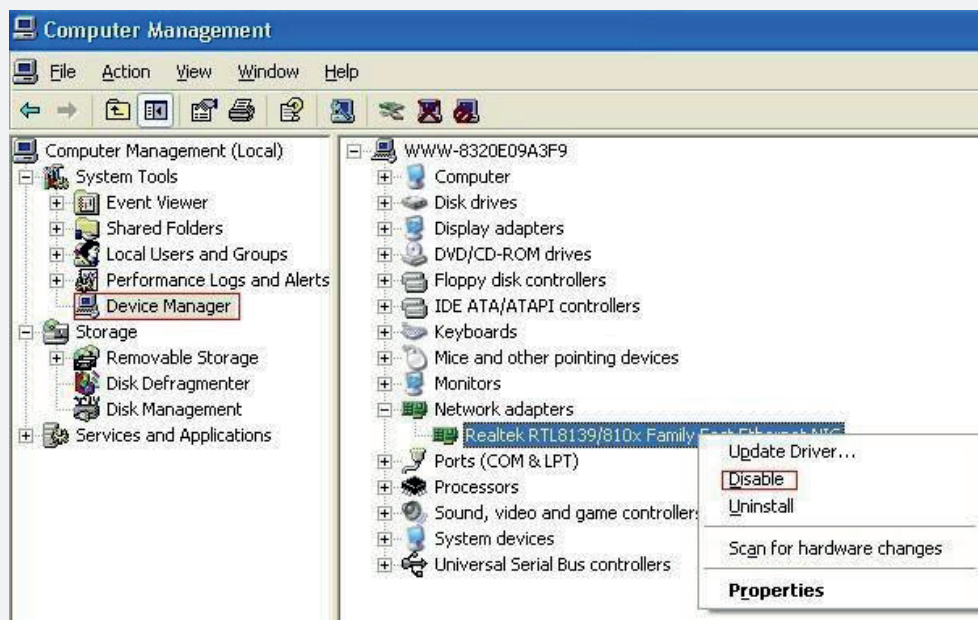 Computer Management
File Action View Window Help
Computer Management (Local)
System Tools
Event Viewer
Shared Folders
Local Users and Groups
Performance Logs and Alerts
Device Manager
Storage
Removable Storage
Disk Defragmenter
Disk Management
Services and Applications
WWW-8320E09A3F9
Computer
Disk drives
Display adapters
DVD/CD-ROM drives
Floppy disk controllers
IDE ATA/ATAPI controllers
Keyboards
Mice and other pointing devices
Monitors
Network adapters
Realtek RTL8139/810x Family Fast Ethernet NIC
Ports (COM & LPT)
Processors
Sound, video and game controllers
System devices
Universal Serial Bus controllers
Update Driver...
Disable
Uninstall
Scan for hardware changes
Properties